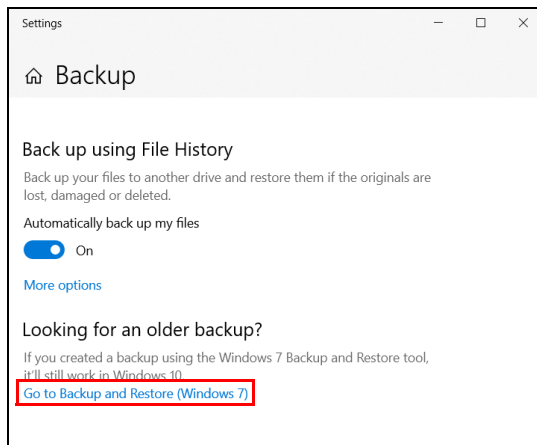 Settings
Backup
Back up using File History
Back up your files to another drive and restore them if the originals are
lost, damaged or deleted.
Automatically back up my files
On
More options
Looking for an older backup?
If you created a backup using the Windows 7 Backup and Restore tool,
it'll still work in Windows 10.
Go to Backup and Restore (Windows 7)